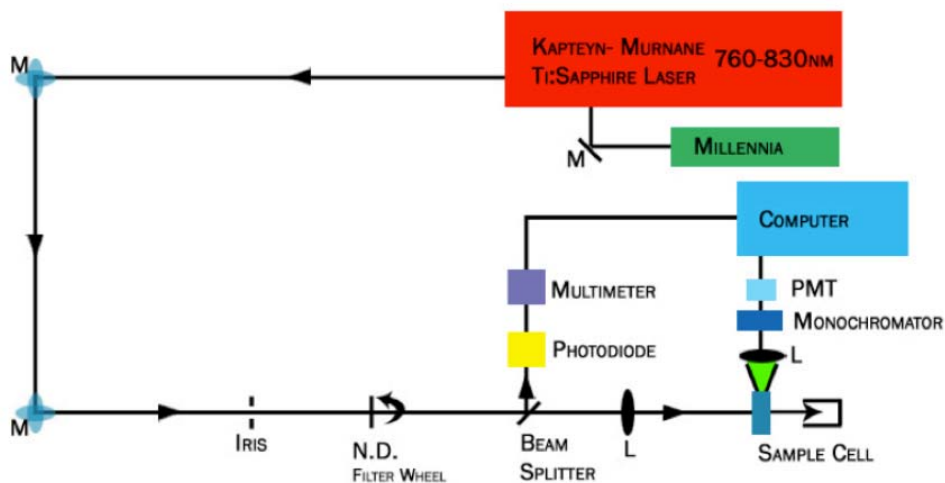 M
Kapteyn- Murnane
Ti:Sapphire Laser
760-830nm
M
Millennia
Computer
Multimeter
PMT
Monochromator
Photodiode
L
M
Iris
N.D.
Filter Wheel
Beam
Splitter
L
Sample Cell